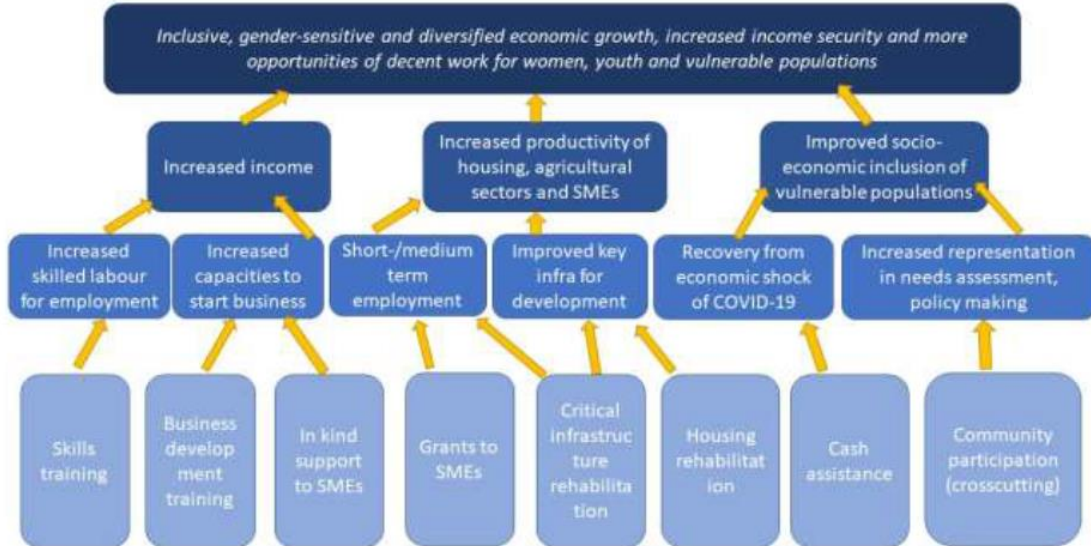 Inclusive, gender-sensitive and diversified economic growth, increased income security and more
opportunities of decent work for women, youth and vulnerable populations
Increased income
Increased productivity of
housing, agricultural
sectors and SMEs
Improved socio-
economic inclusion of
vulnerable populations
Increased
skilled labour
for employment
Increased
capacities to
start business
Short-/medium
term
employment
Improved key
infra for
development
Recovery from
economic shock
of COVID-19
Increased representation
in needs assessment,
policy making
Skills
training
Business
develop
ment
training
In kind
support
to SMEs
Grants to
SMEs
Critical
infrastruc
ture
rehabilita
tion
Housing
rehabilitat
ion
Cash
assistance
Community
participation
(crosscutting)